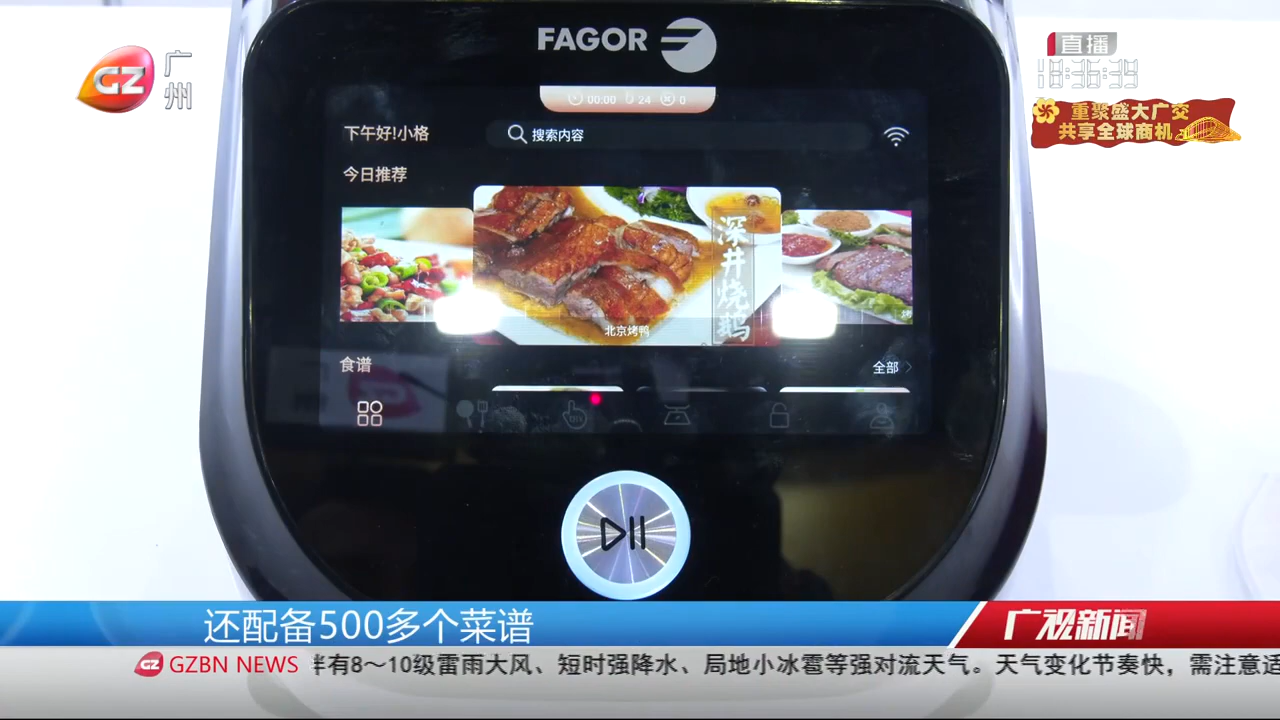 FAGOR
GZ 广州
直播
18:36:39
重聚盛大广交
共享全球商机
00:00 24 0
下午好!小格
搜索内容
今日推荐
深井烧鹅
北京烤鸭
食谱
全部
还配备500多个菜谱
广视新闻
GZ GZBN NEWS
有8～10级雷雨大风、短时强降水、局地小冰雹等强对流天气。天气变化节奏快，需注意适